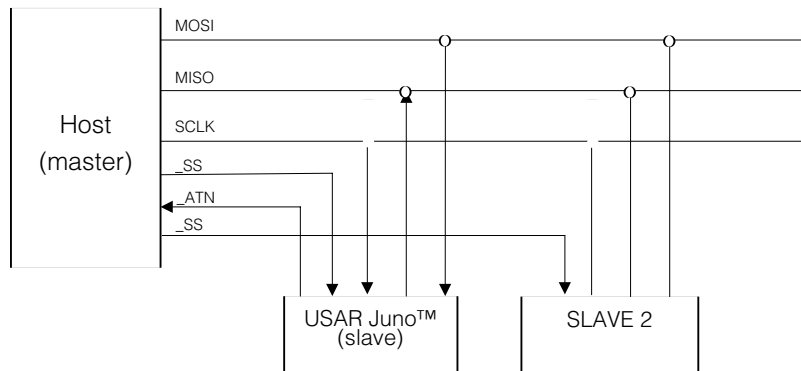 MOSI
MISO
Host
(master)
SCLK
_SS
_ATN
_SS
USAR Juno™
(slave)
SLAVE 2